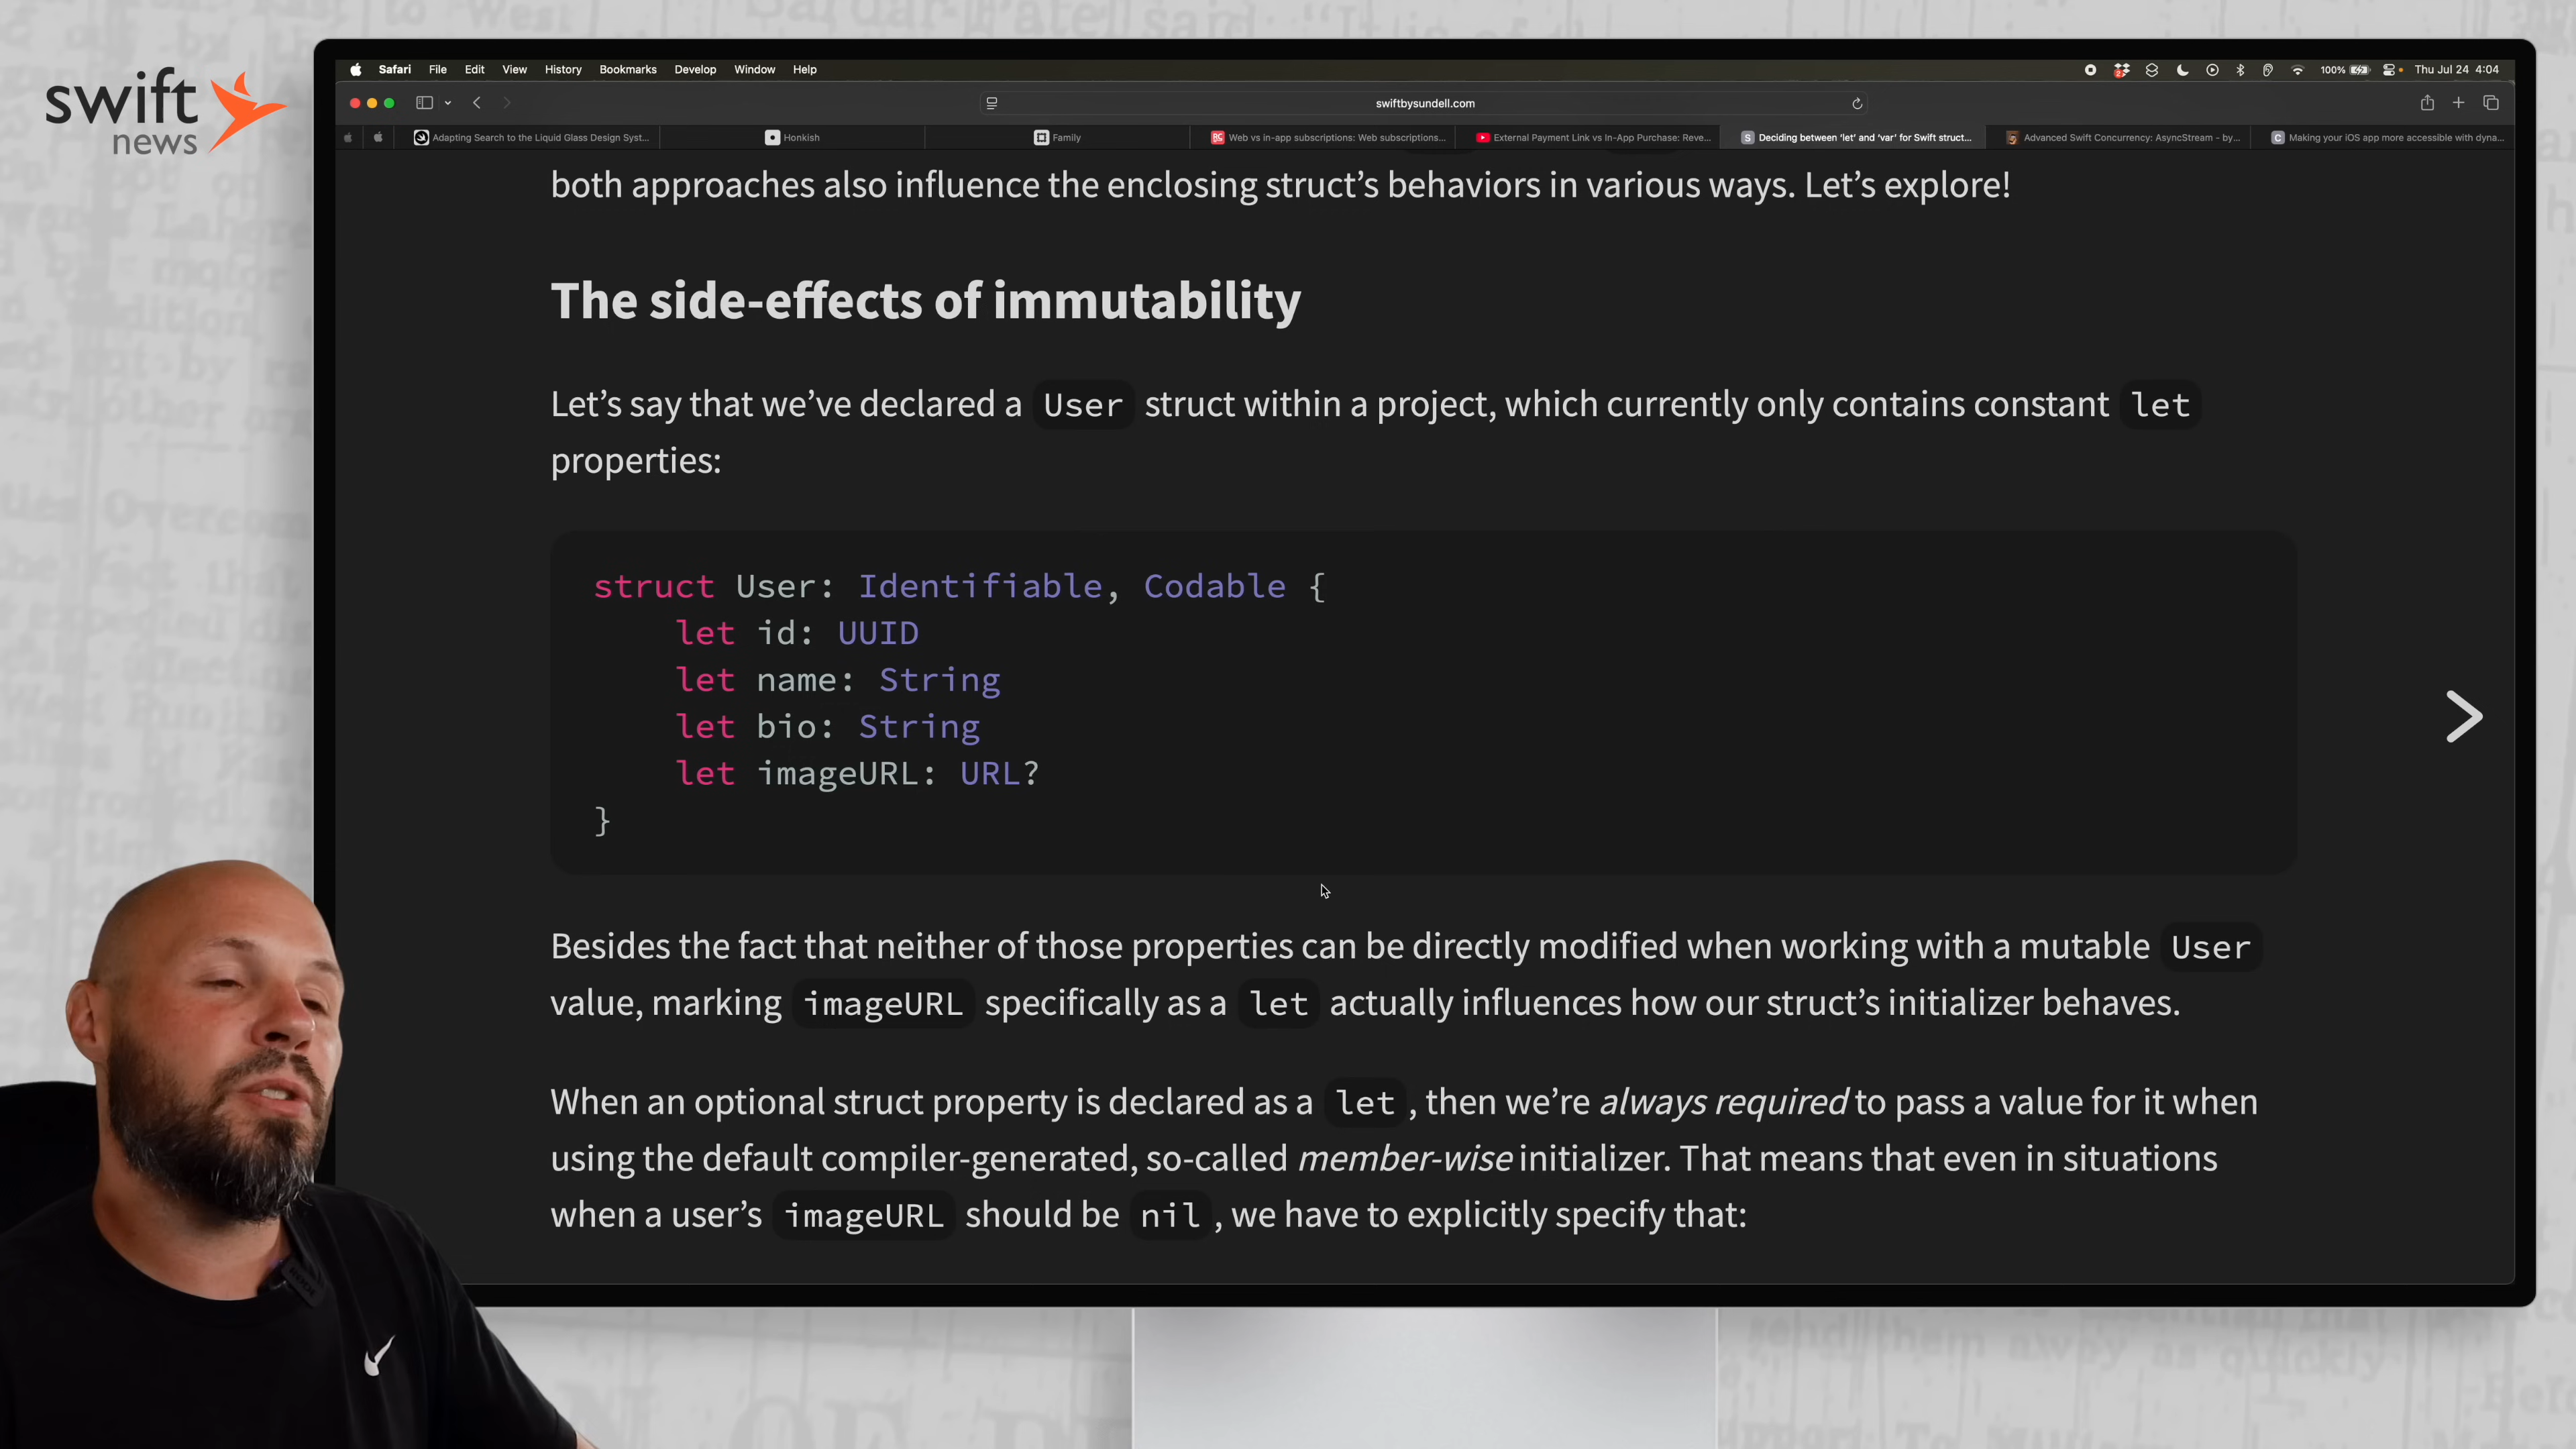 swift
news
Safari File Edit View History Bookmarks Develop Window Help
100% Thu Jul 24 4:04
swiftbysundell.com
Adapting Search to the Liquid Glass Design Syst...
Honkish
Family
Web vs in-app subscriptions: Web subscriptions...
External Payment Link vs In-App Purchase: Reve...
Deciding between ‘let’ and ‘var’ for Swift struct...
Advanced Swift Concurrency: AsyncStream - by...
Making your iOS app more accessible with dyna...
both approaches also influence the enclosing struct’s behaviors in various ways. Let’s explore!
The side-effects of immutability
Let’s say that we’ve declared a User struct within a project, which currently only contains constant let
properties:
struct User: Identifiable, Codable {
let id: UUID
let name: String
let bio: String
let imageURL: URL?
}
Besides the fact that neither of those properties can be directly modified when working with a mutable User
value, marking imageURL specifically as a let actually influences how our struct’s initializer behaves.
When an optional struct property is declared as a let, then we’re always required to pass a value for it when
using the default compiler-generated, so-called member-wise initializer. That means that even in situations
when a user’s imageURL should be nil, we have to explicitly specify that: